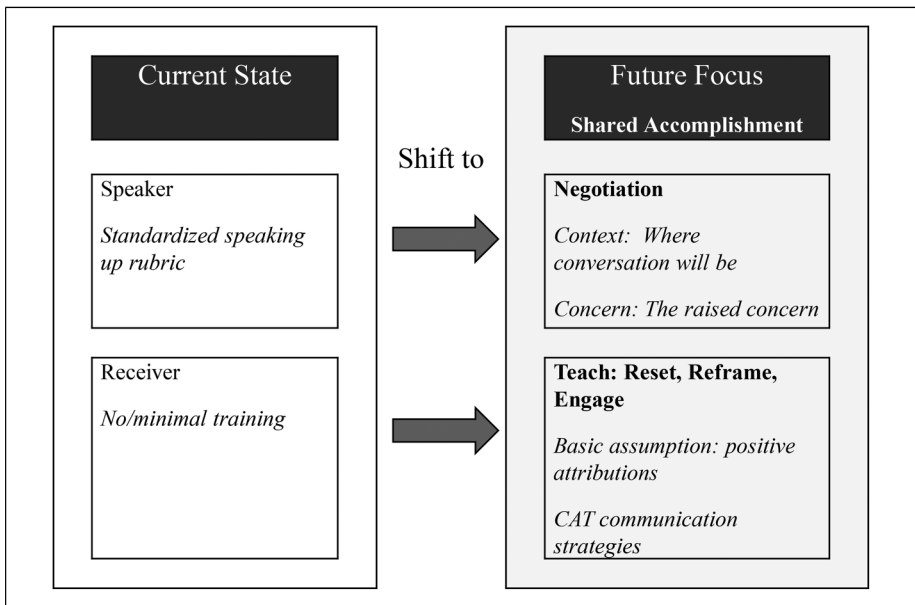 Current State
Speaker
Standardized speaking
up rubric
Receiver
No/minimal training
Shift to
Future Focus
Shared Accomplishment
Negotiation
Context:  Where
conversation will be
Concern: The raised concern
Teach: Reset, Reframe,
Engage
Basic assumption: positive
attributions
CAT communication
strategies